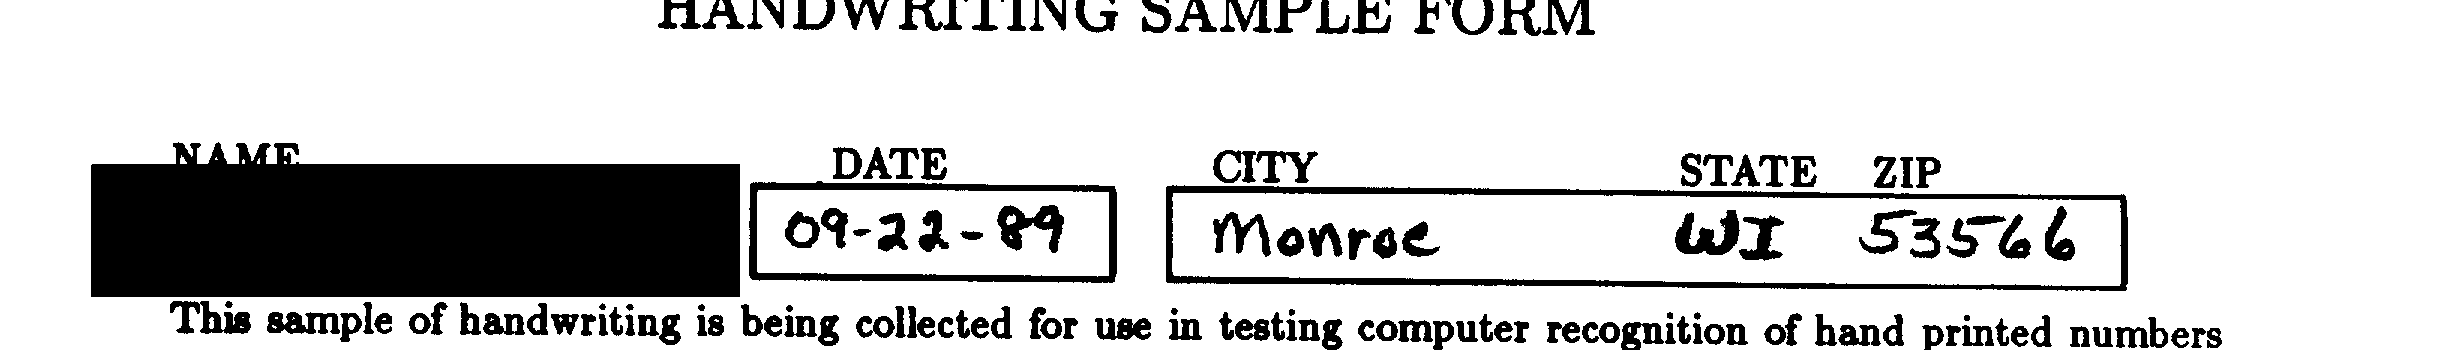 HANDWRITING SAMPLE FORM
NAME DATE CITY STATE ZIP
09-22-89 Monroe WI 53566
This sample of handwriting is being collected for use in testing computer recognition of hand printed numbers